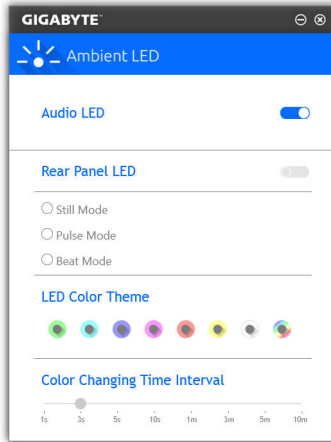 GIGABYTE™
Ambient LED
Audio LED
Rear Panel LED
Still Mode
Pulse Mode
Beat Mode
LED Color Theme
Color Changing Time Interval
1s 3s 5s 10s 1m 3m 5m 10m